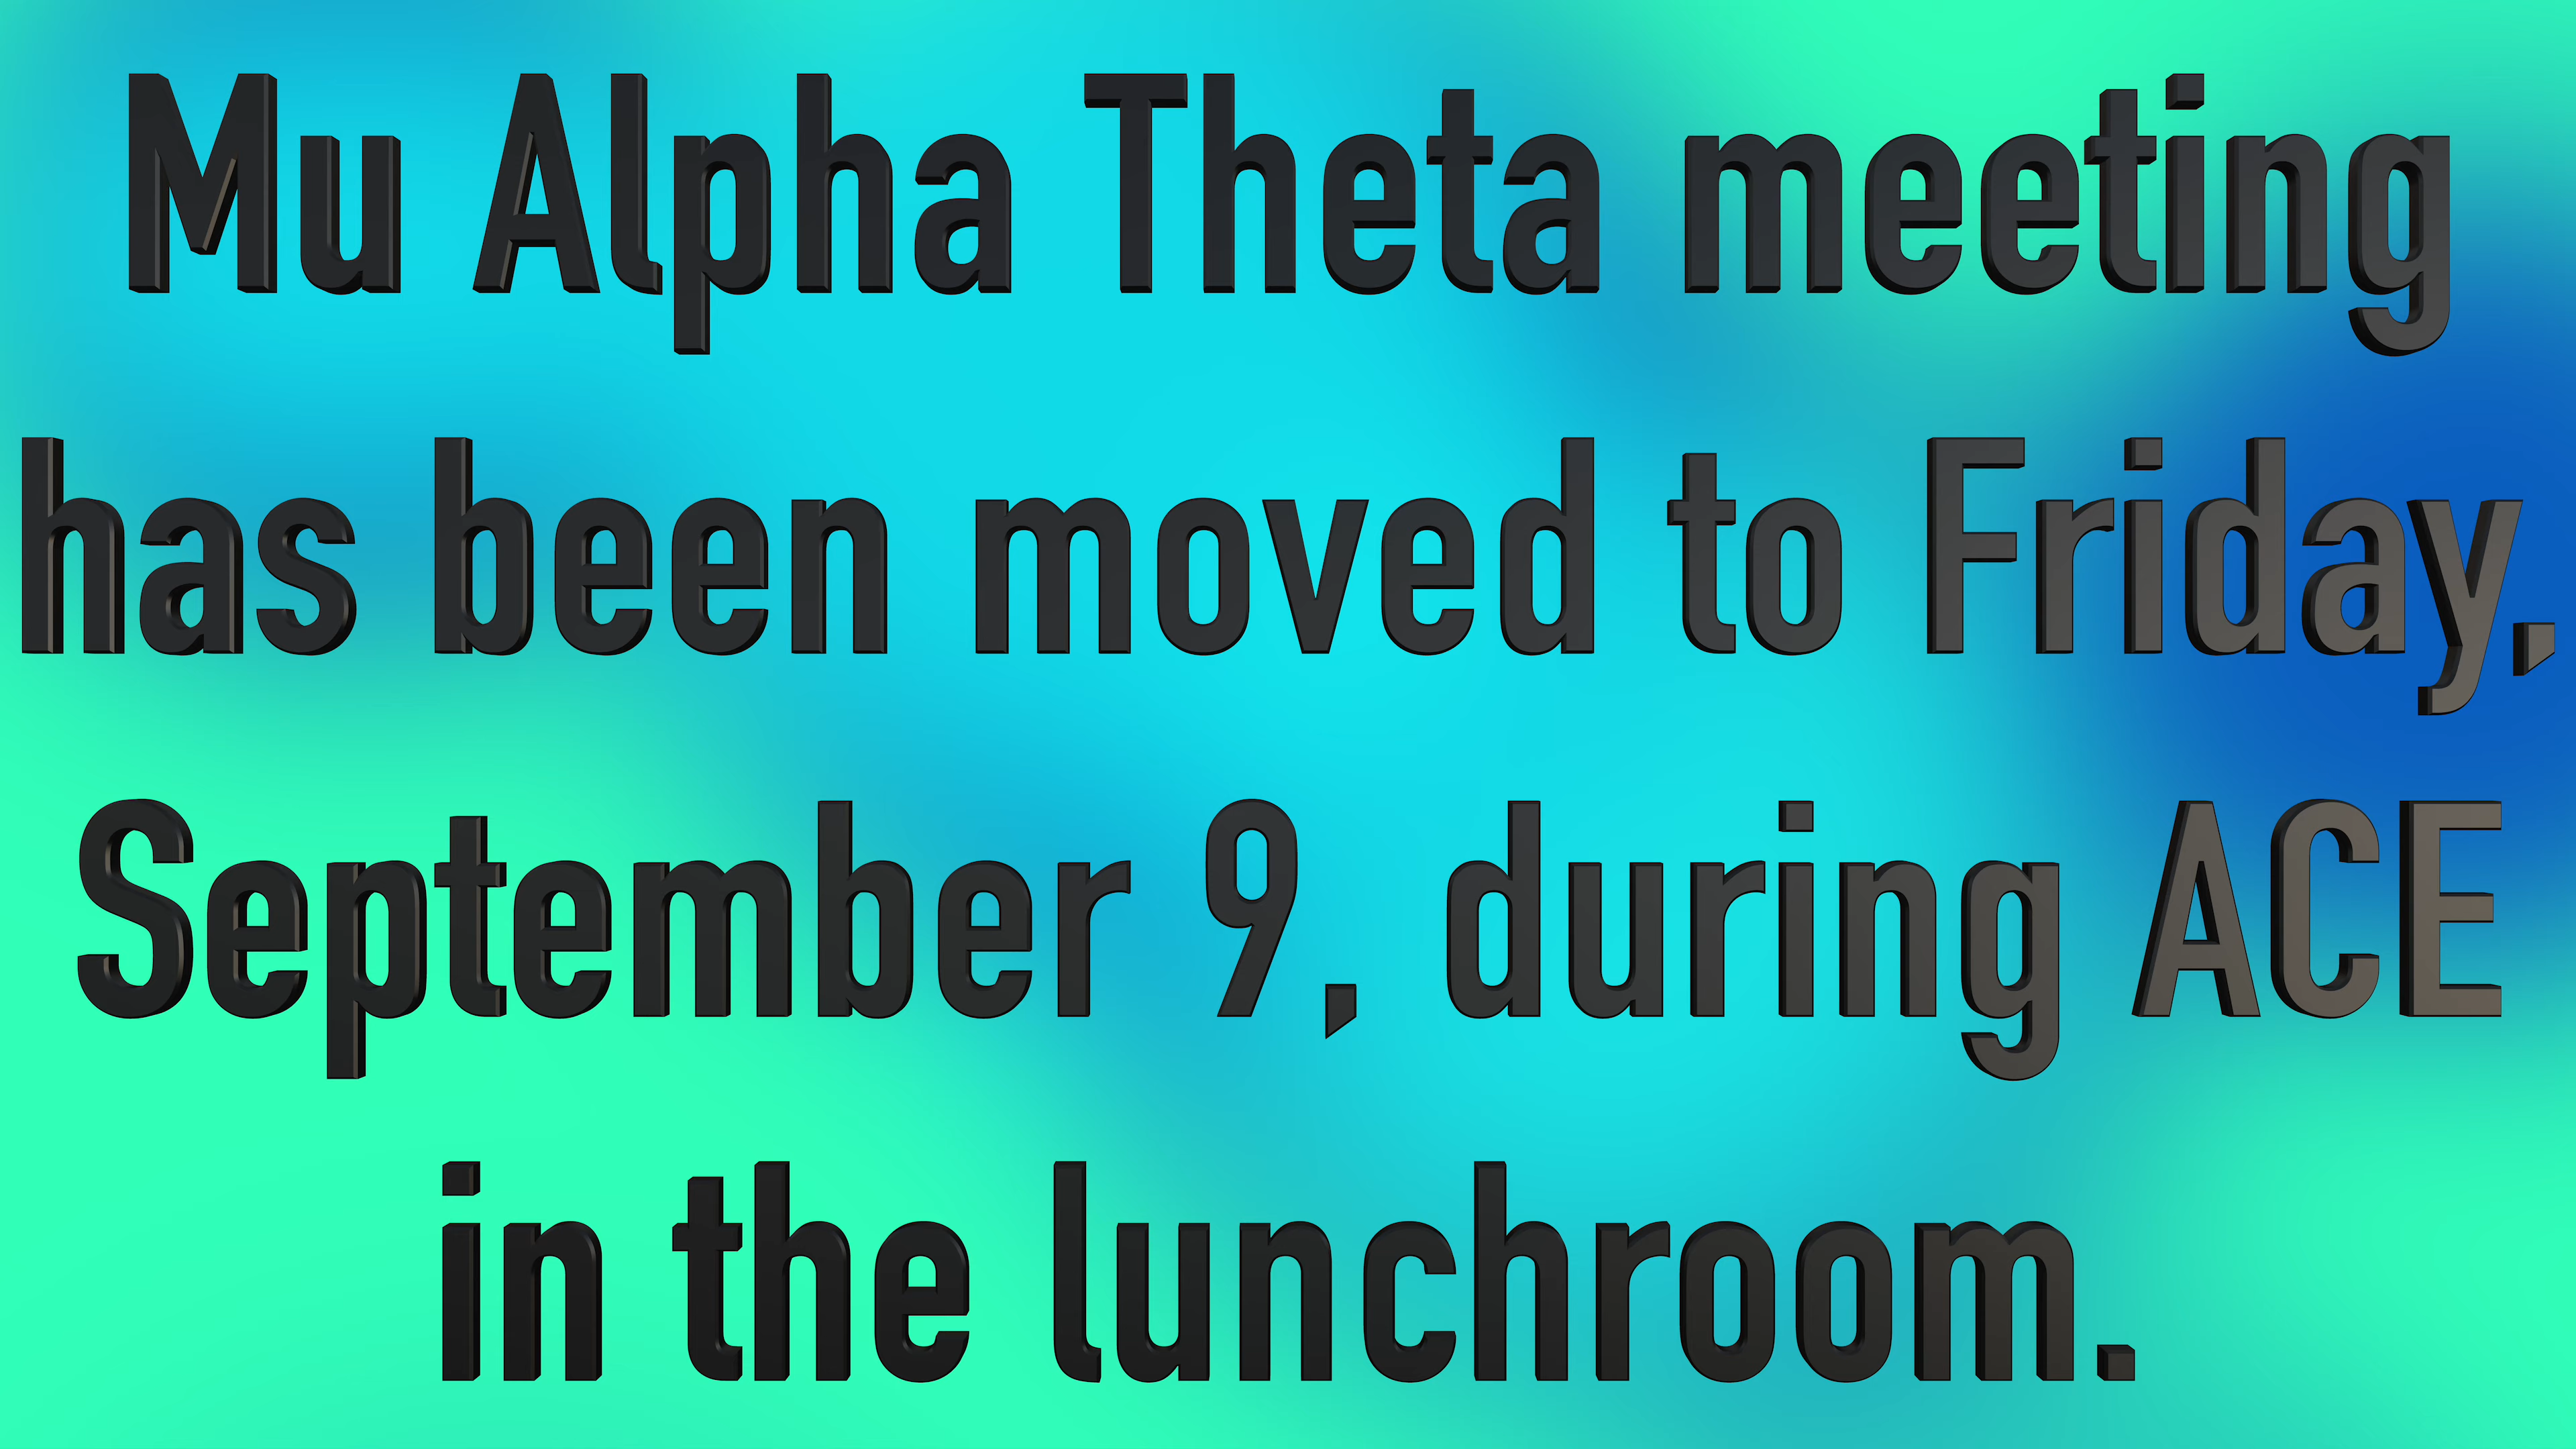 Mu Alpha Theta meeting
has been moved to Friday,
September 9, during ACE
in the lunchroom.